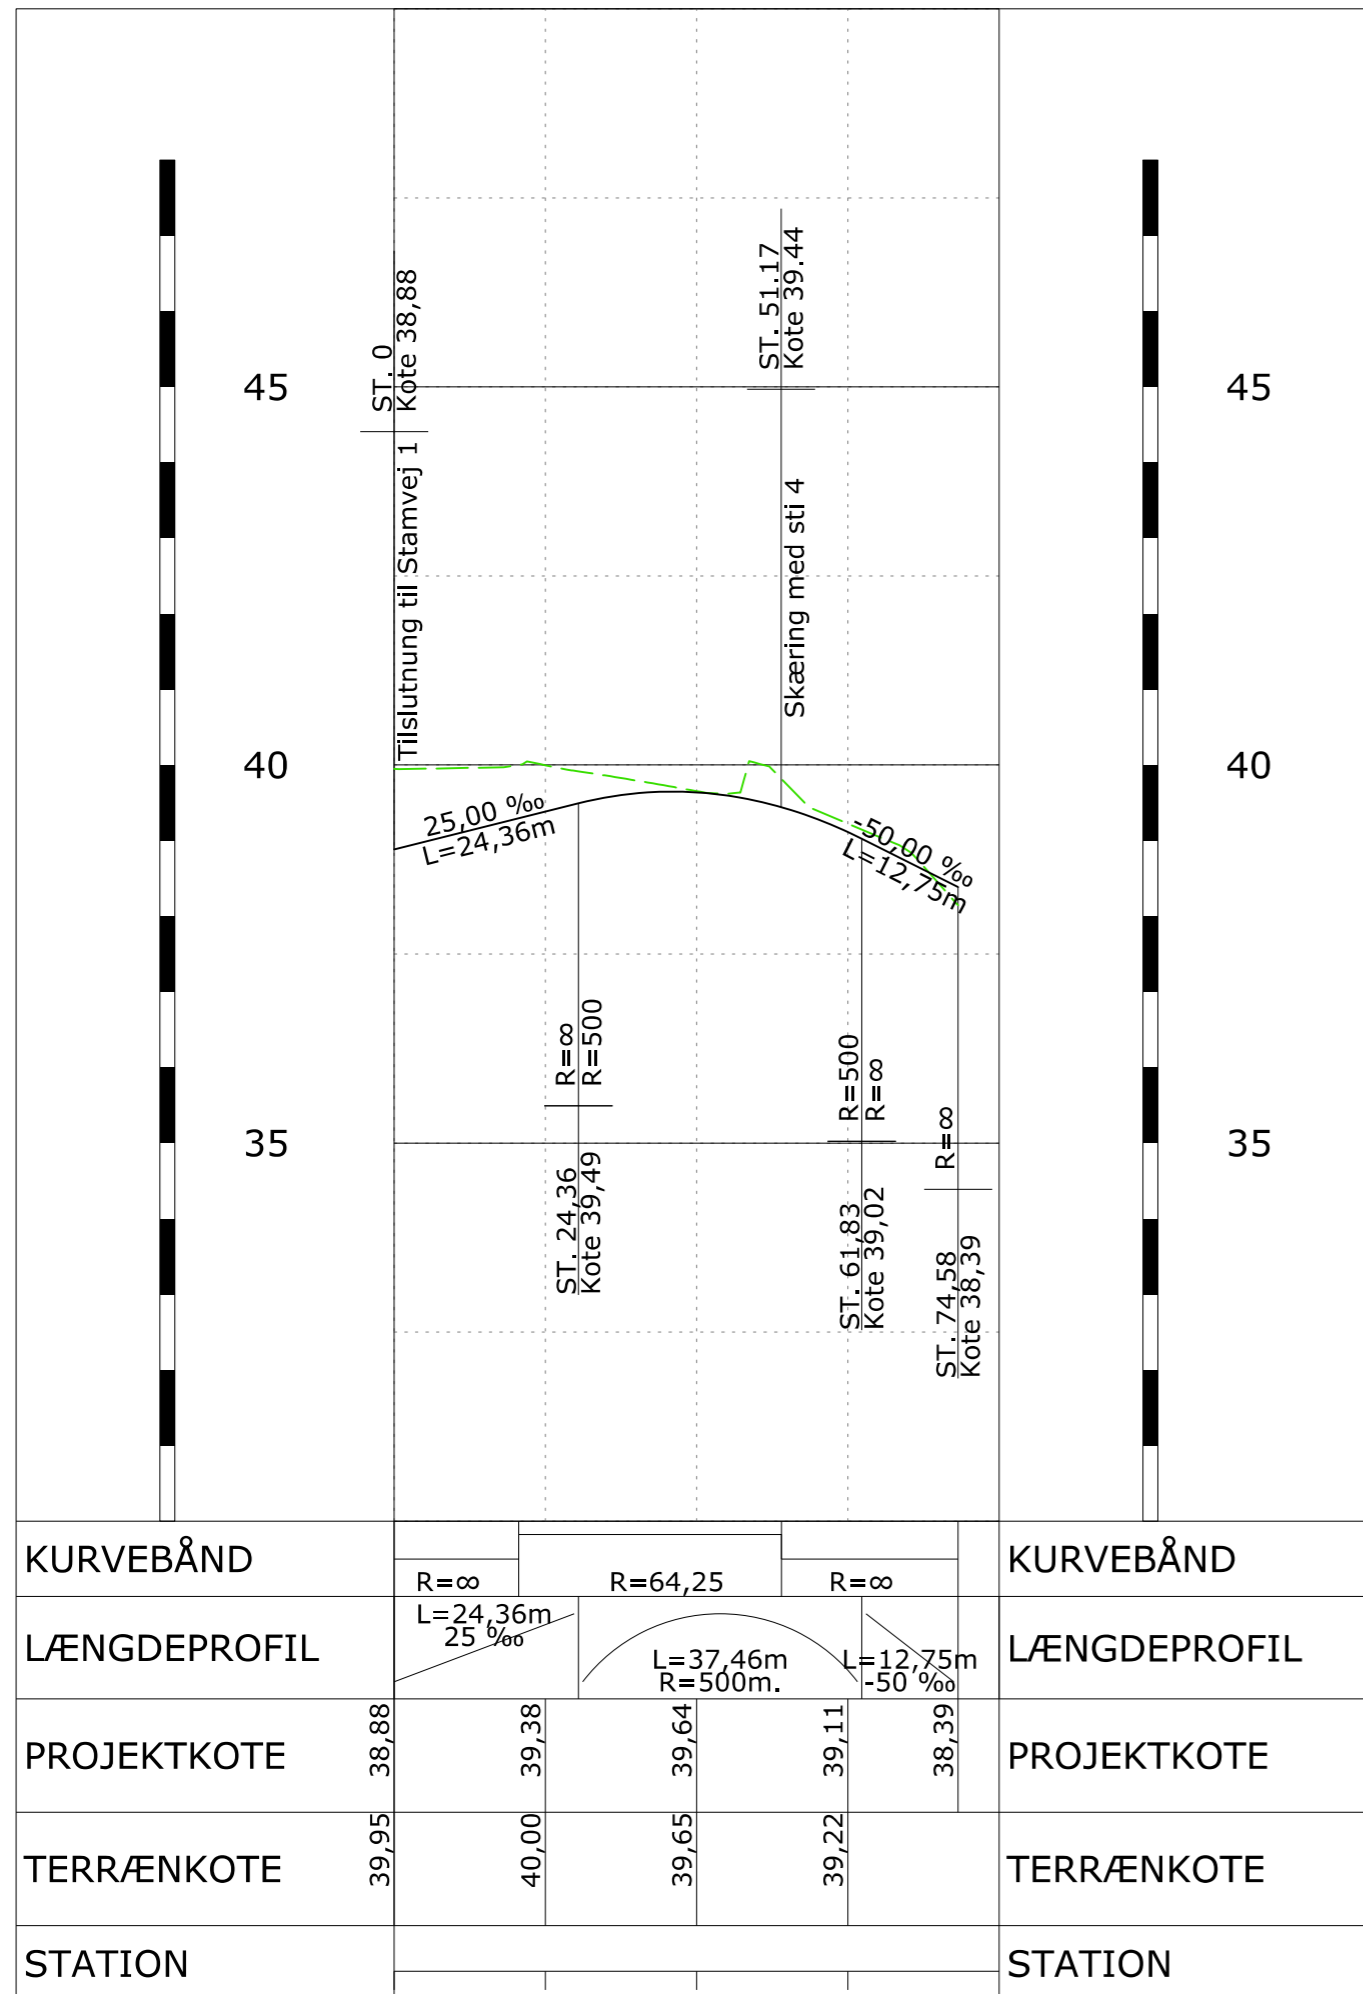 ST. 0
Kote 38,88
Tilslutnung til Stamvej 1
ST. 51.17
Kote 39.44
Skæring med sti 4
45
45
40
40
25,00 ‰
L=24,36m
-50,00 ‰
L=12,75m
R=∞
R=500
ST. 24,36
Kote 39,49
R=500
R=∞
ST. 61,83
Kote 39,02
R=∞
ST. 74,58
Kote 38,39
35
35
KURVEBÅND
R=∞
R=64,25
R=∞
KURVEBÅND
LÆNGDEPROFIL
L=24,36m
25 ‰
L=37,46m
R=500m.
L=12,75m
-50 ‰
LÆNGDEPROFIL
PROJEKTKOTE
38,88
39,38
39,64
39,11
38,39
PROJEKTKOTE
TERRÆNKOTE
39,95
40,00
39,65
39,22
TERRÆNKOTE
STATION
STATION